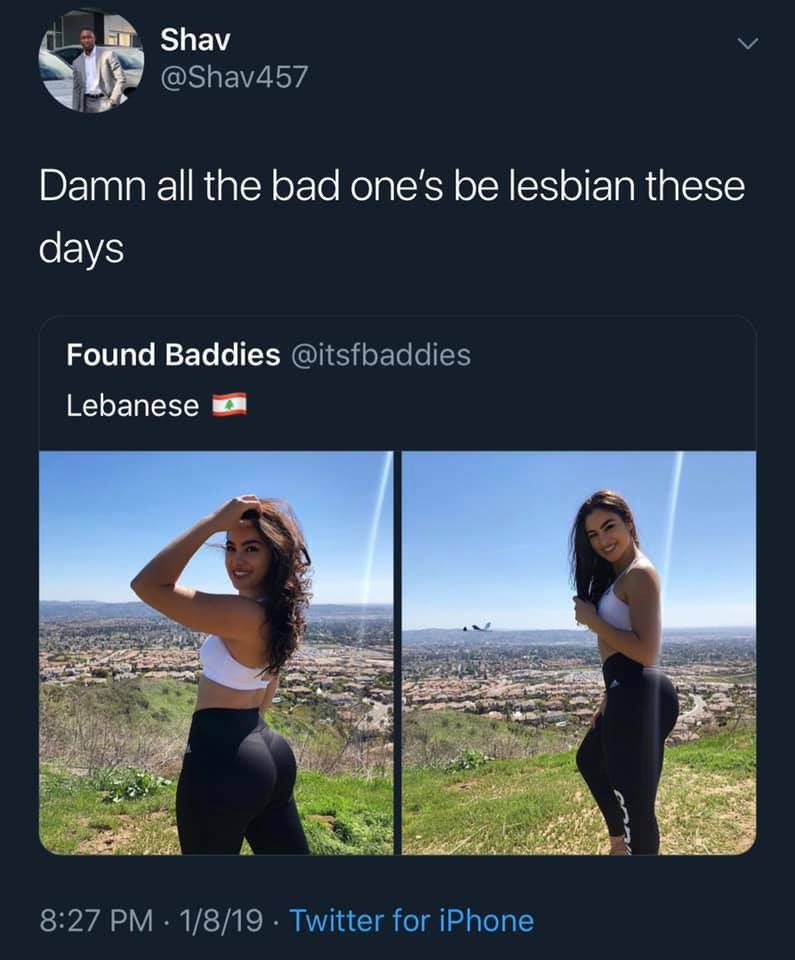 Shav
@Shav457
Damn all the bad one’s be lesbian these
days
Found Baddies @itsfbaddies
Lebanese 🇱🇧
8:27 PM · 1/8/19 · Twitter for iPhone